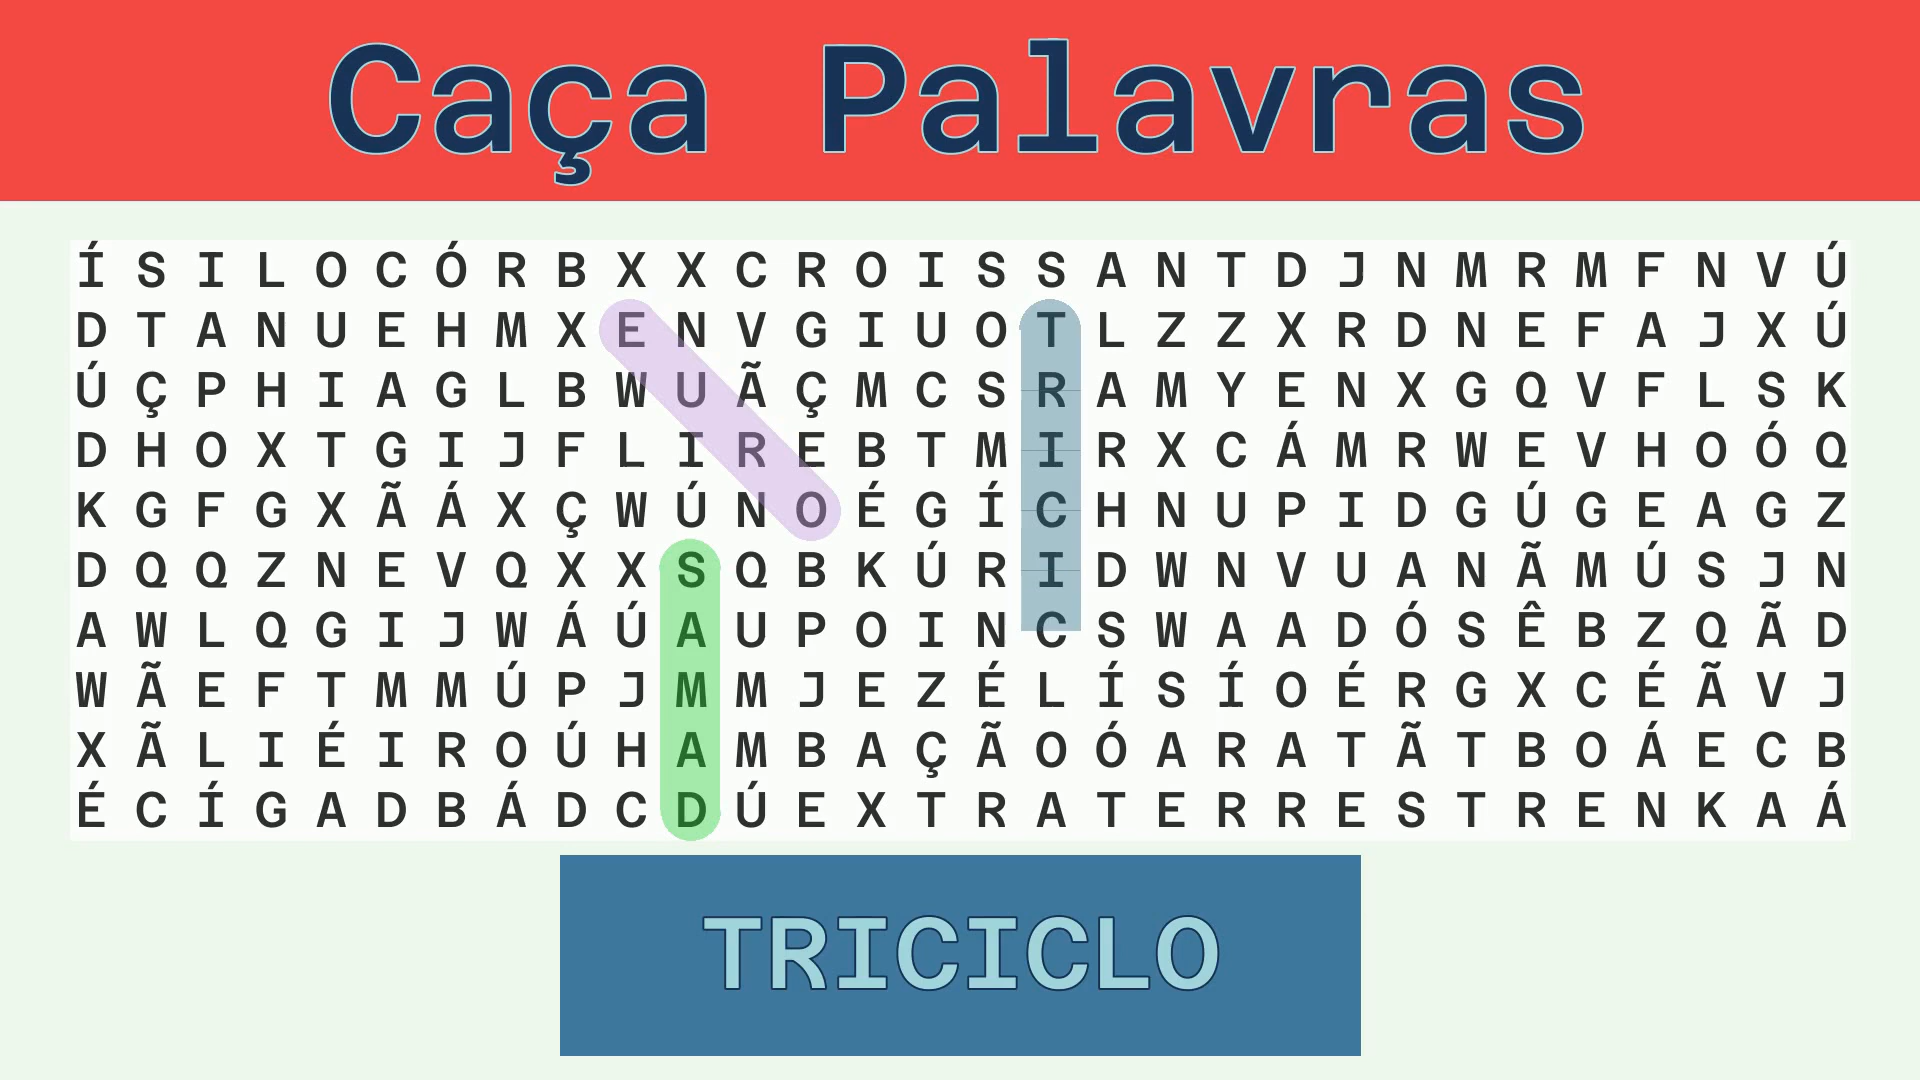 Caça Palavras
Í S I L O C Ó R B X X C R O I S S A N T D J N M R M F N V Ú
D T A N U E H M X E N V G I U O T L Z Z X R D N E F A J X Ú
Ú Ç P H I A G L B W U Ã Ç M C S R A M Y E N X G Q V F L S K
D H O X T G I J F L I R E B T M I R X C Á M R W E V H O Ó Q
K G F G X Ã Á X Ç W Ú N O É G Í C H N U P I D G Ú G E A G Z
D Q Q Z N E V Q X X S Q B K Ú R I D W N V U A N Ã M Ú S J N
A W L Q G I J W Á Ú A U P O I N C S W A A D Ó S Ê B Z Q Ã D
W Ã E F T M M Ú P J M M J E Z É L Í S Í O É R G X C É Ã V J
X Ã L I É I R O Ú H A M B A Ç Ã O Ó A R A T Ã T B O Á E C B
É C Í G A D B Á D C D Ú E X T R A T E R R E S T R E N K A Á
TRICICLO